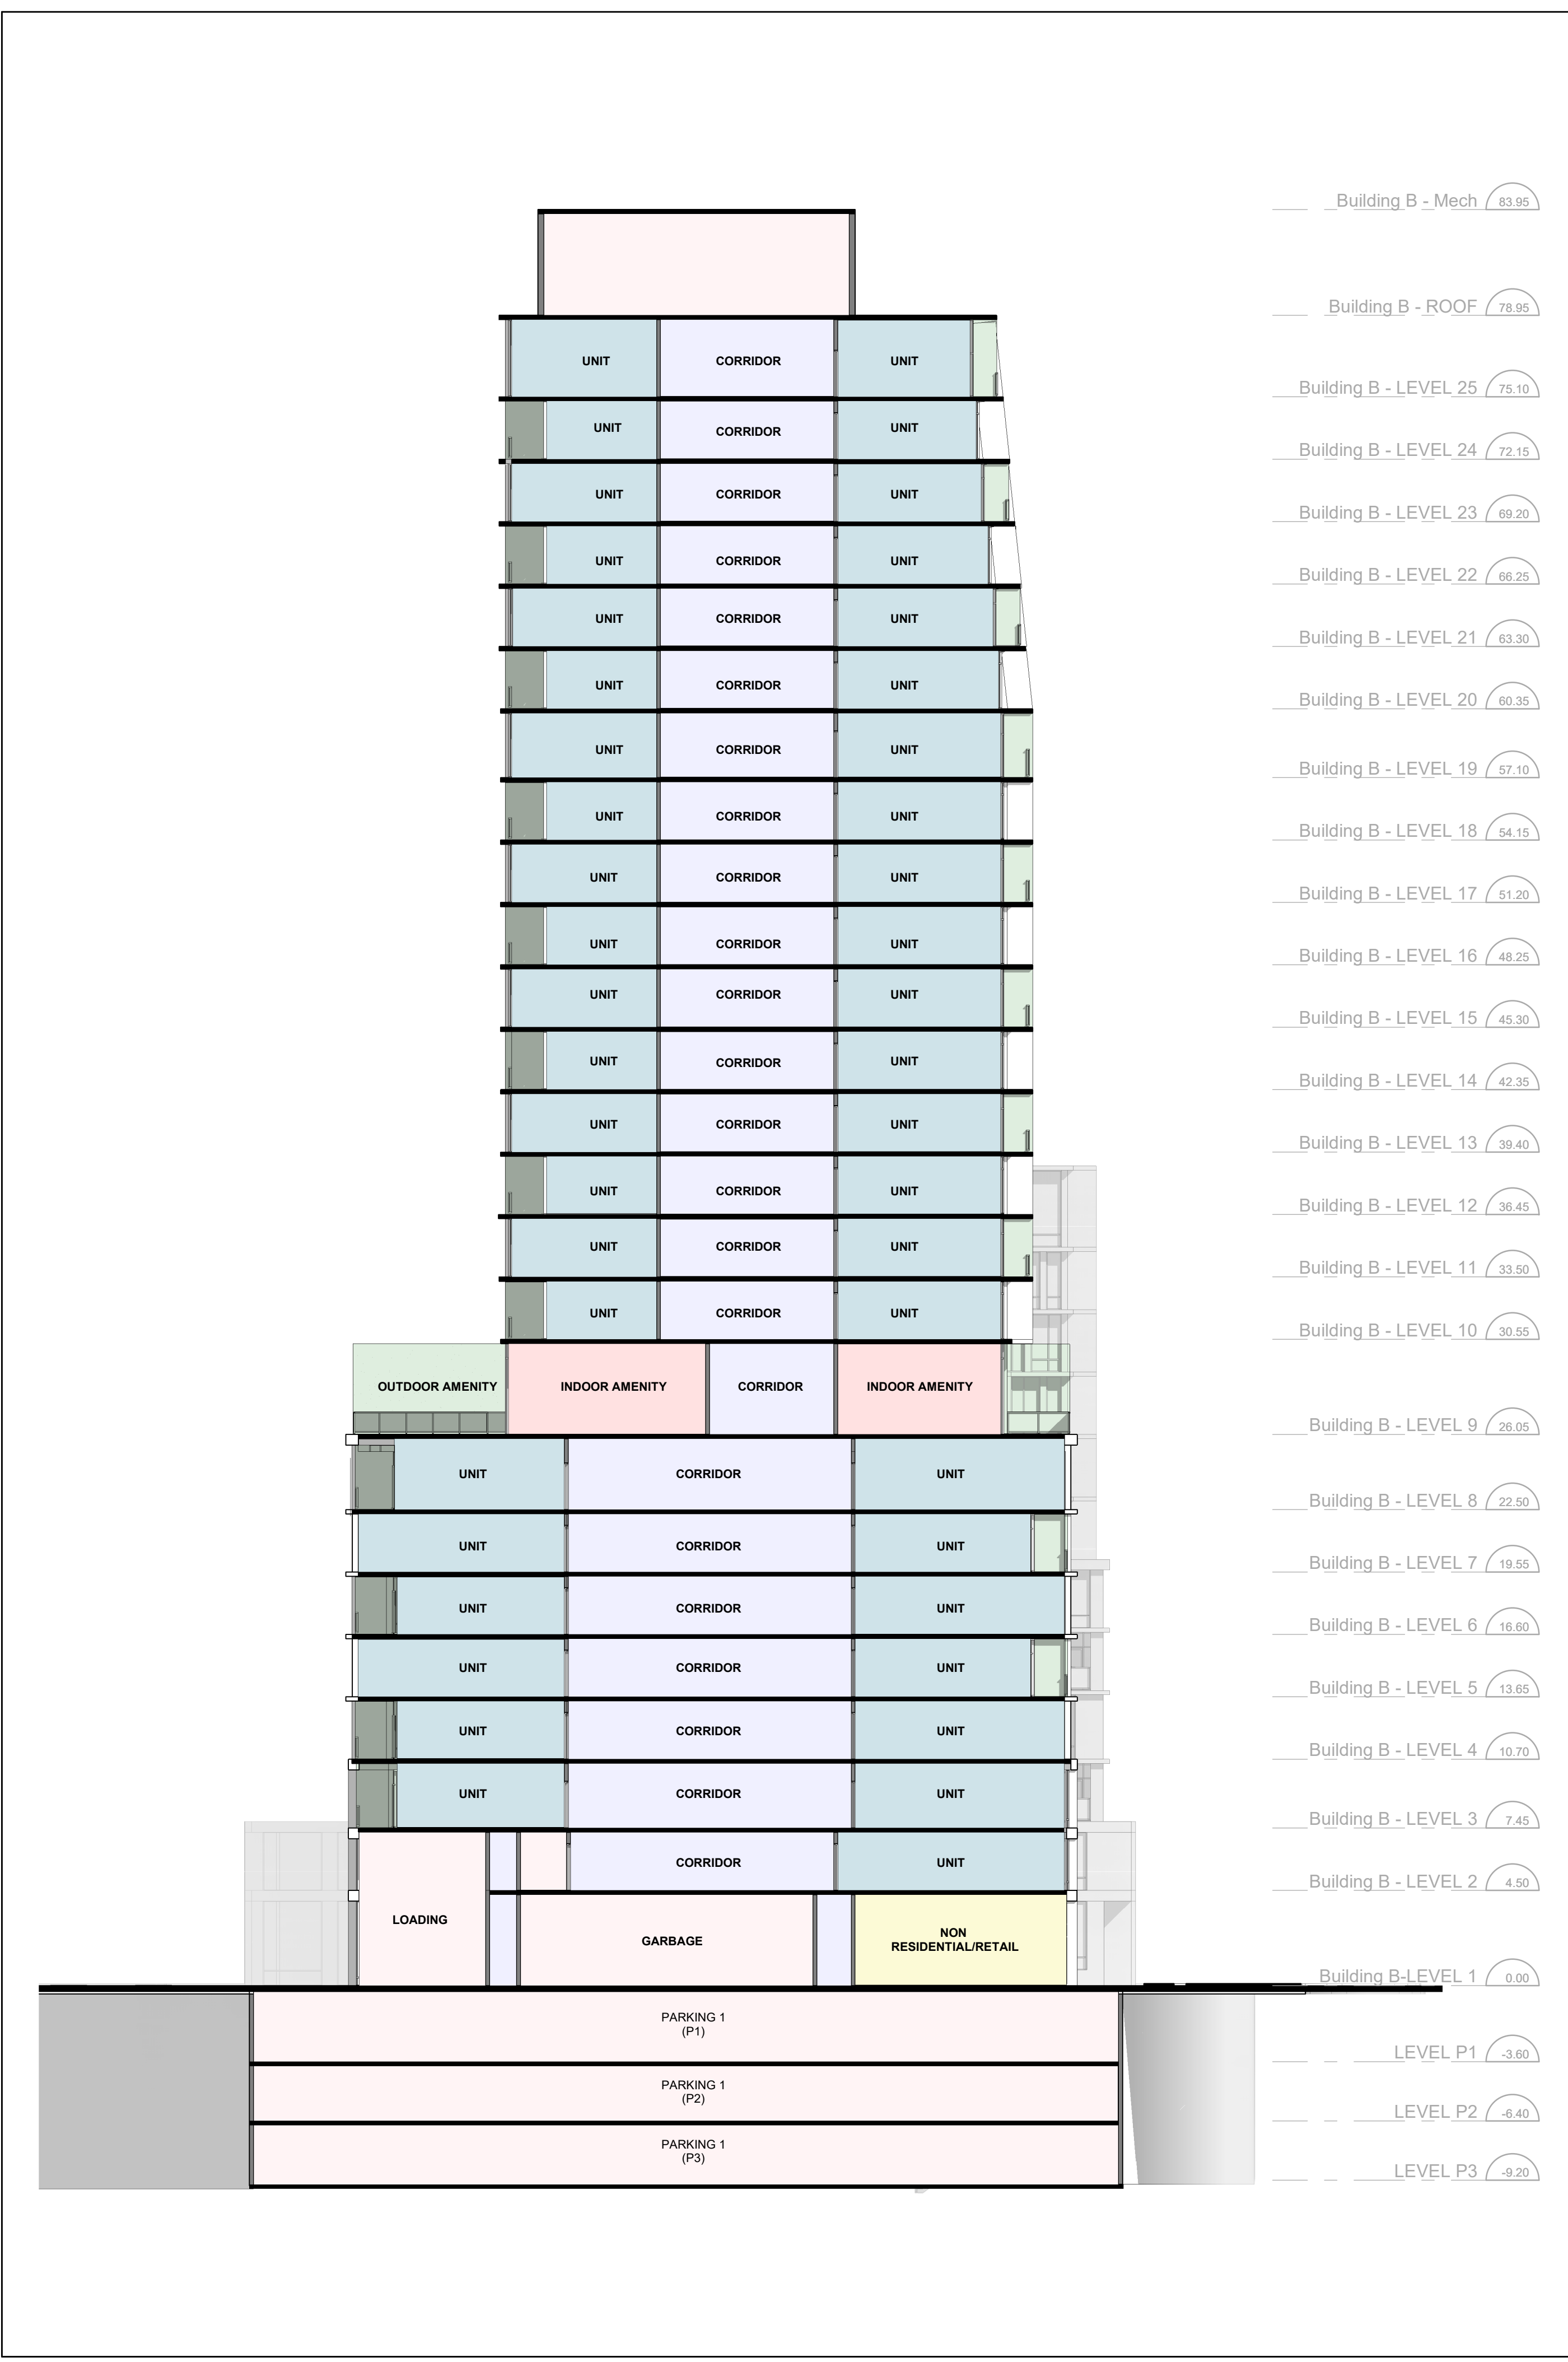 Building B - Mech 83.95
Building B - ROOF 78.95
UNIT CORRIDOR UNIT
Building B - LEVEL 25 75.10
UNIT CORRIDOR UNIT
Building B - LEVEL 24 72.15
UNIT CORRIDOR UNIT
Building B - LEVEL 23 69.20
UNIT CORRIDOR UNIT
Building B - LEVEL 22 66.25
UNIT CORRIDOR UNIT
Building B - LEVEL 21 63.30
UNIT CORRIDOR UNIT
Building B - LEVEL 20 60.35
UNIT CORRIDOR UNIT
Building B - LEVEL 19 57.10
UNIT CORRIDOR UNIT
Building B - LEVEL 18 54.15
UNIT CORRIDOR UNIT
Building B - LEVEL 17 51.20
UNIT CORRIDOR UNIT
Building B - LEVEL 16 48.25
UNIT CORRIDOR UNIT
Building B - LEVEL 15 45.30
UNIT CORRIDOR UNIT
Building B - LEVEL 14 42.35
UNIT CORRIDOR UNIT
Building B - LEVEL 13 39.40
UNIT CORRIDOR UNIT
Building B - LEVEL 12 36.45
UNIT CORRIDOR UNIT
Building B - LEVEL 11 33.50
UNIT CORRIDOR UNIT
Building B - LEVEL 10 30.55
OUTDOOR AMENITY INDOOR AMENITY CORRIDOR INDOOR AMENITY
Building B - LEVEL 9 26.05
UNIT CORRIDOR UNIT
Building B - LEVEL 8 22.50
UNIT CORRIDOR UNIT
Building B - LEVEL 7 19.55
UNIT CORRIDOR UNIT
Building B - LEVEL 6 16.60
UNIT CORRIDOR UNIT
Building B - LEVEL 5 13.65
UNIT CORRIDOR UNIT
Building B - LEVEL 4 10.70
UNIT CORRIDOR UNIT
Building B - LEVEL 3 7.45
CORRIDOR UNIT
Building B - LEVEL 2 4.50
LOADING
GARBAGE
NON
RESIDENTIAL/RETAIL
Building B-LEVEL 1 0.00
PARKING 1
(P1)
LEVEL P1 -3.60
PARKING 1
(P2)
LEVEL P2 -6.40
PARKING 1
(P3)
LEVEL P3 -9.20